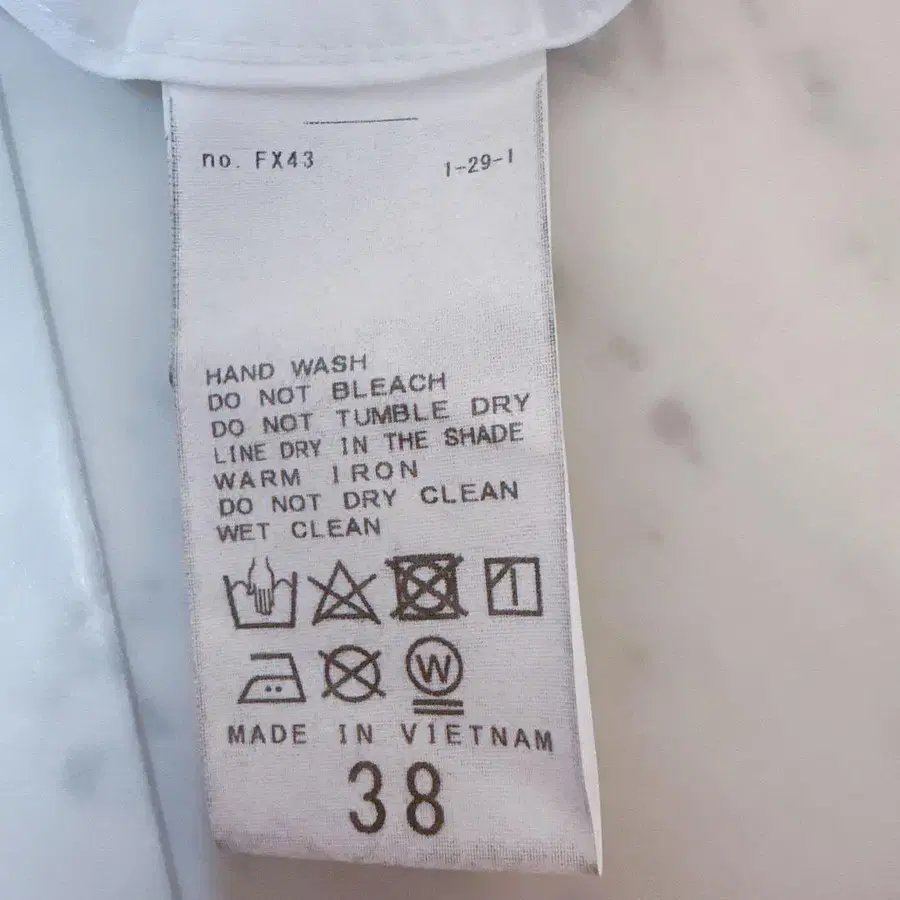 no. FX43 1-29-1
HAND WASH
DO NOT BLEACH
DO NOT TUMBLE DRY
LINE DRY IN THE SHADE
WARM IRON
DO NOT DRY CLEAN
WET CLEAN
W
MADE IN VIETNAM
38